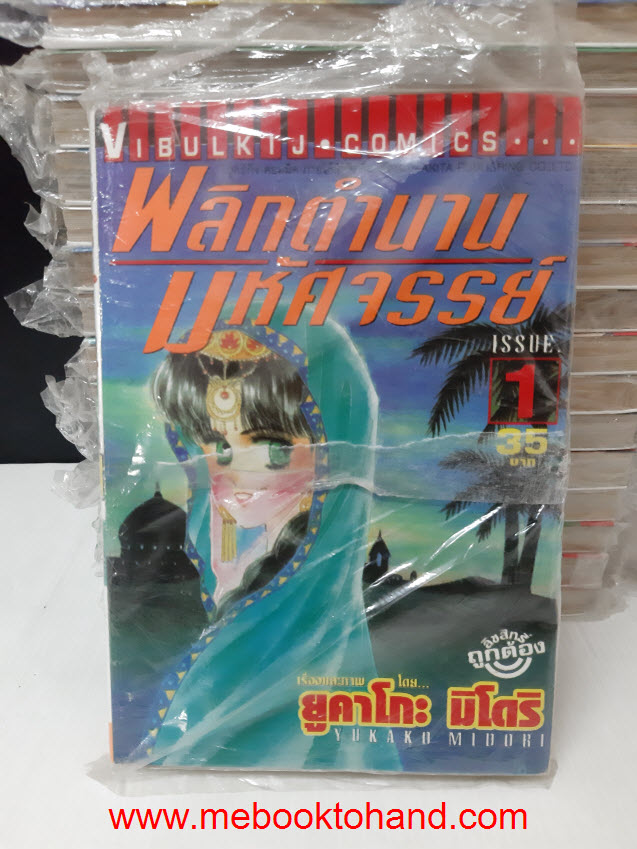 VIBULKIJ•COMICS•••
พลิกตำนาน
มหัศจรรย์
ISSUE
1
35
บาท
ลิขสิทธิ์
ถูกต้อง
เรื่องและภาพ โดย...
ยูคาโกะ มิโดริ
YUKAKO MIDORI
www.mebooktohand.com